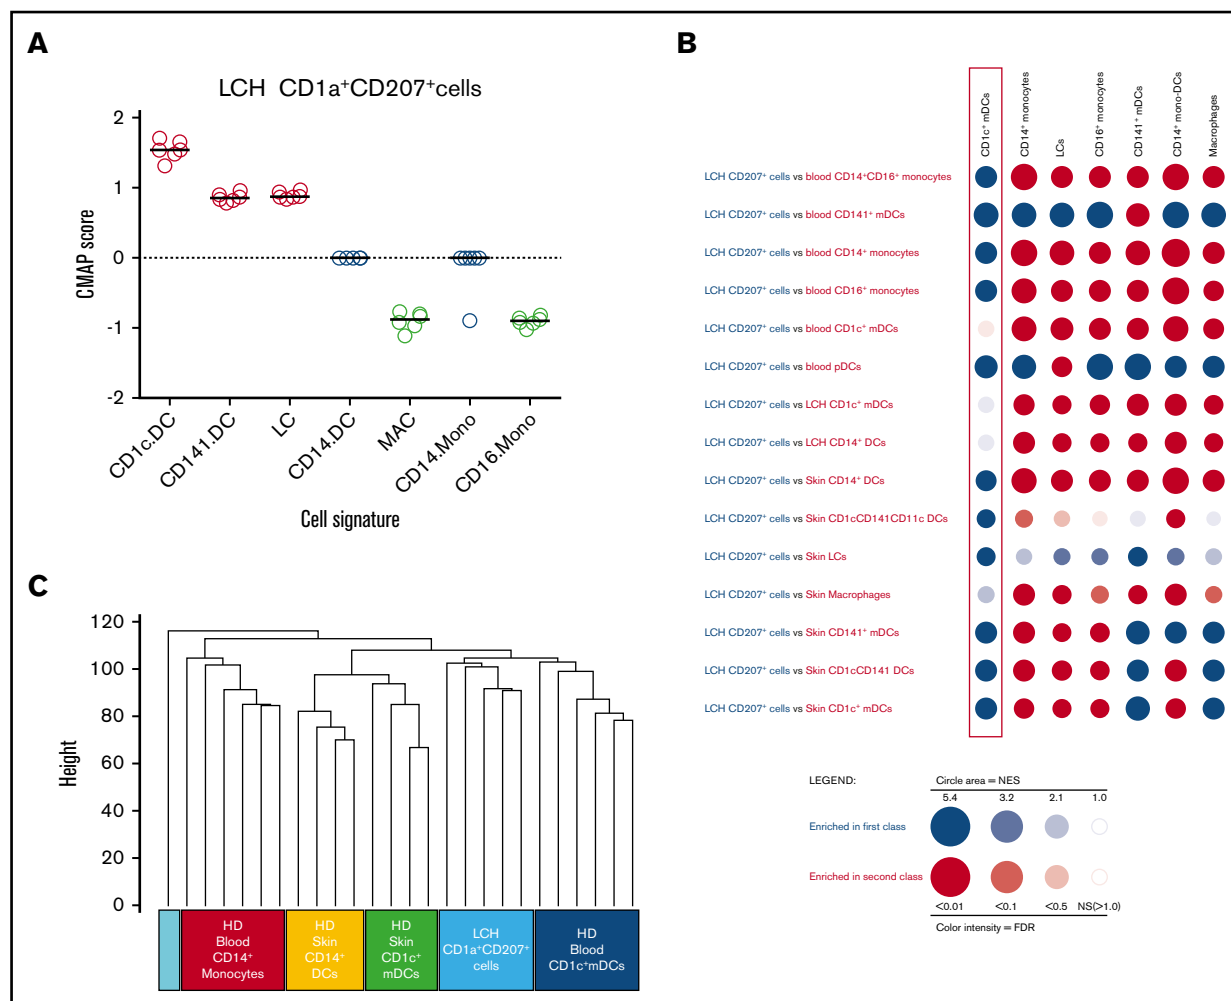 A
LCH CD1a⁺CD207⁺cells
CMAP score
2
1
0
-1
-2
CD1c.DC
CD141.DC
LC
CD14.DC
MAC
CD14.Mono
CD16.Mono
Cell signature
B
CD1c⁺ mDCs
CD14⁺ monocytes
LCs
CD16⁺ monocytes
CD141⁺ mDCs
CD14⁺ mono-DCs
Macrophages
LCH CD207⁺ cells vs blood CD14⁺CD16⁺ monocytes
LCH CD207⁺ cells vs blood CD141⁺ mDCs
LCH CD207⁺ cells vs blood CD14⁺ monocytes
LCH CD207⁺ cells vs blood CD16⁺ monocytes
LCH CD207⁺ cells vs blood CD1c⁺ mDCs
LCH CD207⁺ cells vs blood pDCs
LCH CD207⁺ cells vs LCH CD1c⁺ mDCs
LCH CD207⁺ cells vs LCH CD14⁺ DCs
LCH CD207⁺ cells vs Skin CD14⁺ DCs
LCH CD207⁺ cells vs Skin CD1cCD141CD11c DCs
LCH CD207⁺ cells vs Skin LCs
LCH CD207⁺ cells vs Skin Macrophages
LCH CD207⁺ cells vs Skin CD141⁺ mDCs
LCH CD207⁺ cells vs Skin CD1cCD141 DCs
LCH CD207⁺ cells vs Skin CD1c⁺ mDCs
LEGEND:
Circle area = NES
5.4 3.2 2.1 1.0
Enriched in first class
Enriched in second class
<0.01 <0.1 <0.5 NS(>1.0)
Color intensity = FDR
C
Height
120
100
80
60
40
20
0
HD
Blood
CD14⁺
Monocytes
HD
Skin
CD14⁺
DCs
HD
Skin
CD1c⁺
mDCs
LCH
CD1a⁺CD207⁺
cells
HD
Blood
CD1c⁺mDCs